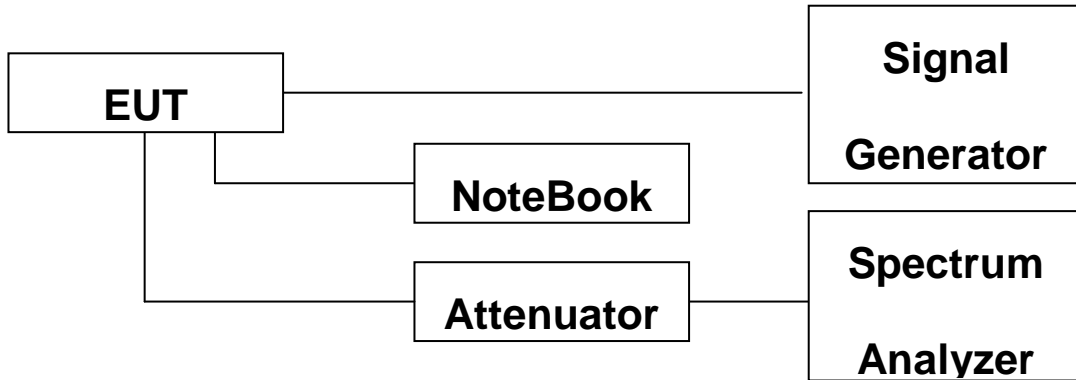 Signal
Generator
EUT
NoteBook
Attenuator
Spectrum
Analyzer